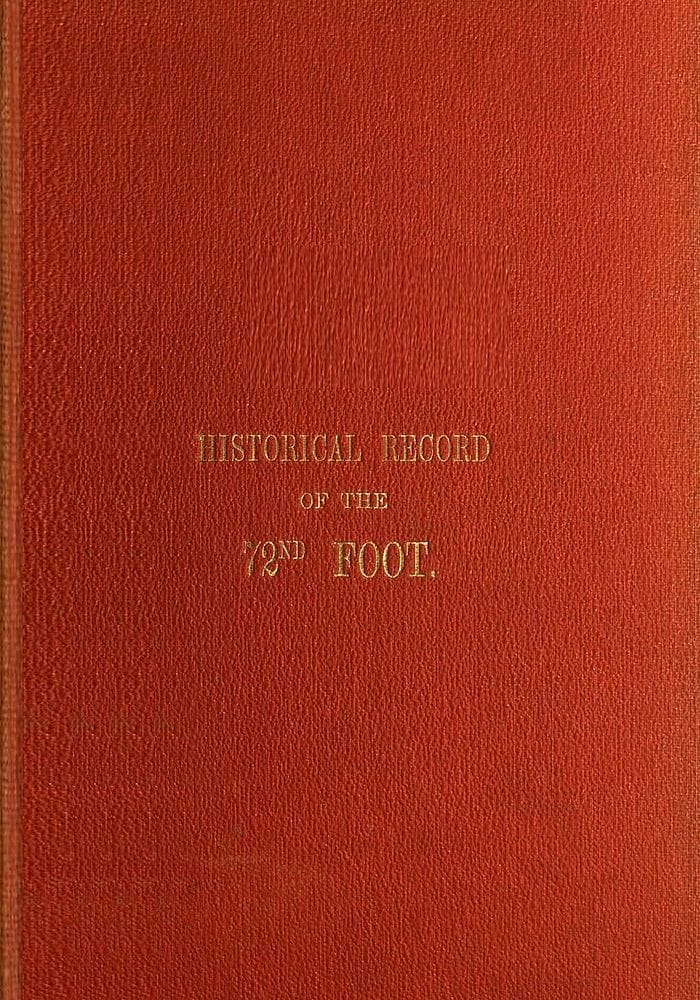 HISTORICAL RECORD
OF THE
72ND FOOT.